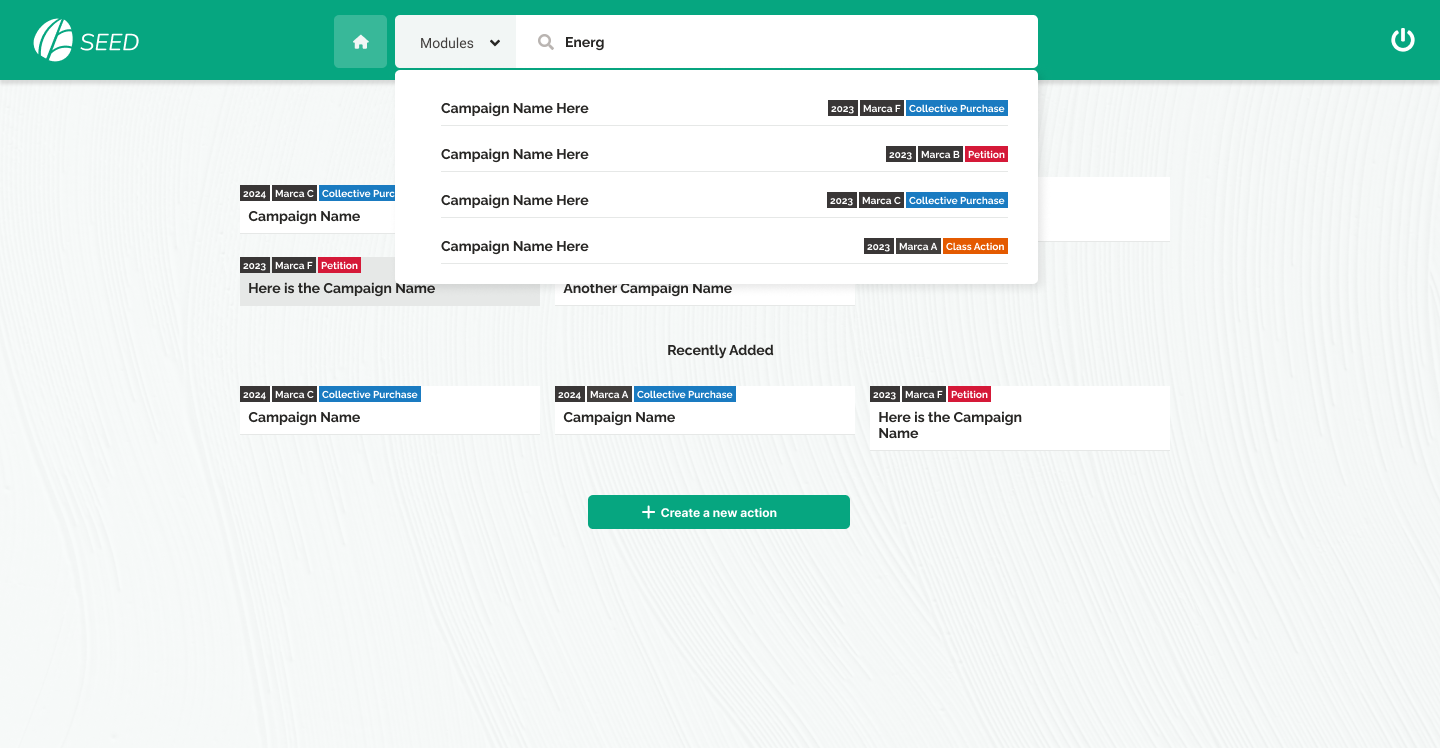 SEED
Modules
Energ
Campaign Name Here 2023 Marca F Collective Purchase
Campaign Name Here 2023 Marca B Petition
Campaign Name Here 2023 Marca C Collective Purchase
Campaign Name Here 2023 Marca A Class Action
2024 Marca C Collective Purc
Campaign Name
2023 Marca F Petition
Here is the Campaign Name
Another Campaign Name
Recently Added
2024 Marca C Collective Purchase
Campaign Name
2024 Marca A Collective Purchase
Campaign Name
2023 Marca F Petition
Here is the Campaign
Name
Create a new action